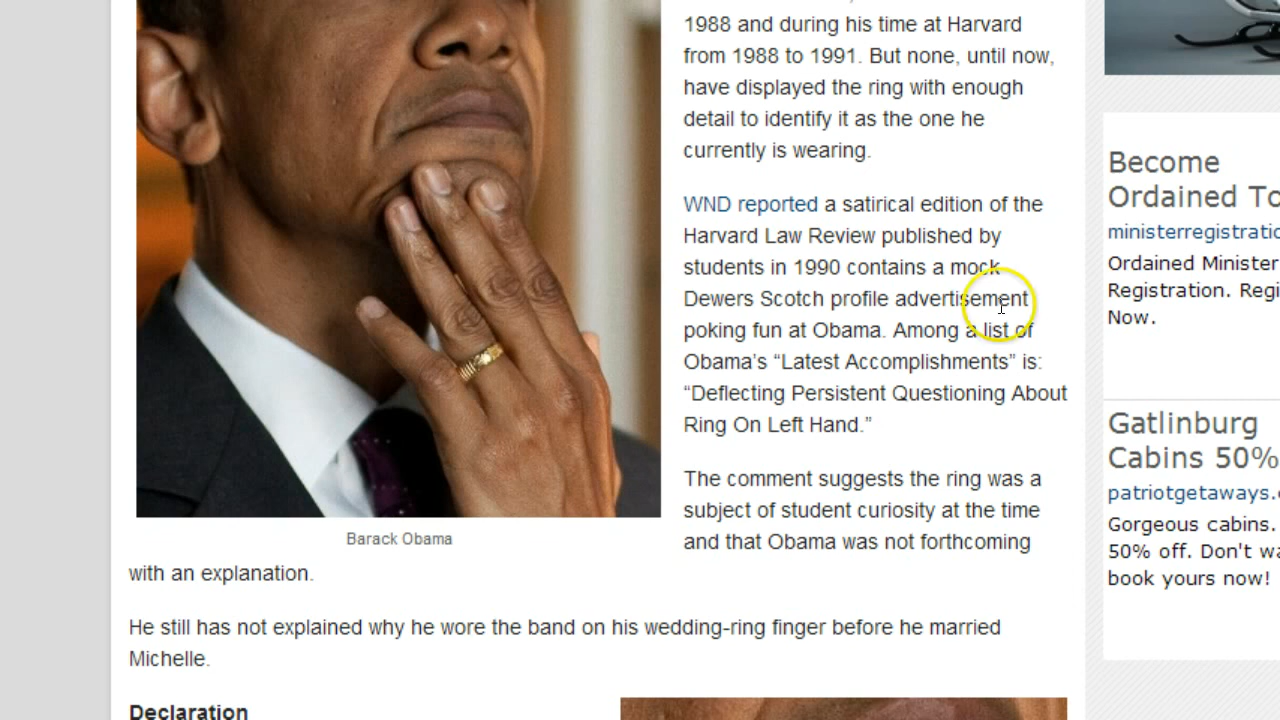 1988 and during his time at Harvard
from 1988 to 1991. But none, until now,
have displayed the ring with enough
detail to identify it as the one he
currently is wearing.
WND reported a satirical edition of the
Harvard Law Review published by
students in 1990 contains a mock
Dewers Scotch profile advertisement
poking fun at Obama. Among a list of
Obama’s “Latest Accomplishments” is:
“Deflecting Persistent Questioning About
Ring On Left Hand.”
The comment suggests the ring was a
subject of student curiosity at the time
and that Obama was not forthcoming
Barack Obama
with an explanation.
He still has not explained why he wore the band on his wedding-ring finger before he married
Michelle.
Declaration
Become
Ordained To
ministerregistratio
Ordained Minister
Registration. Regi
Now.
Gatlinburg
Cabins 50%
patriotgetaways.
Gorgeous cabins.
50% off. Don't wa
book yours now!